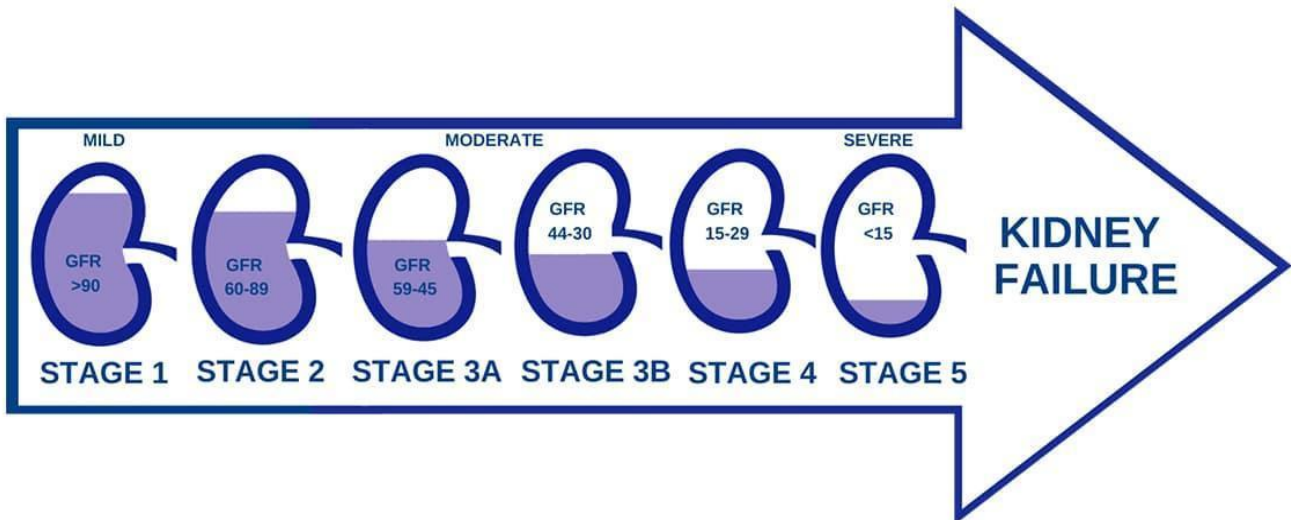 MILD
MODERATE
SEVERE
GFR
>90
GFR
60-89
GFR
59-45
GFR
44-30
GFR
15-29
GFR
<15
STAGE 1
STAGE 2
STAGE 3A
STAGE 3B
STAGE 4
STAGE 5
KIDNEY
FAILURE